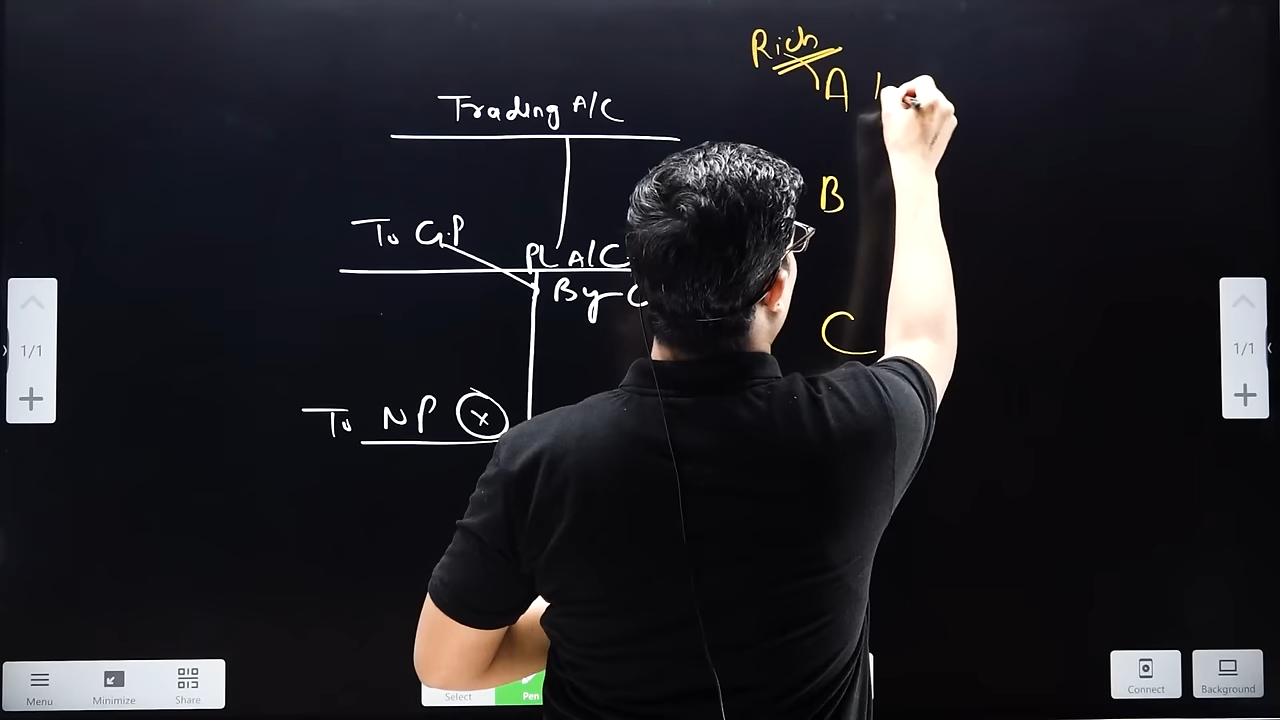 Rich
A
Trading A/C
B
To G.P
PL A/C
By
C
To NP X
1/1
1/1
Menu
Minimize
Share
Select
Pen
Connect
Background